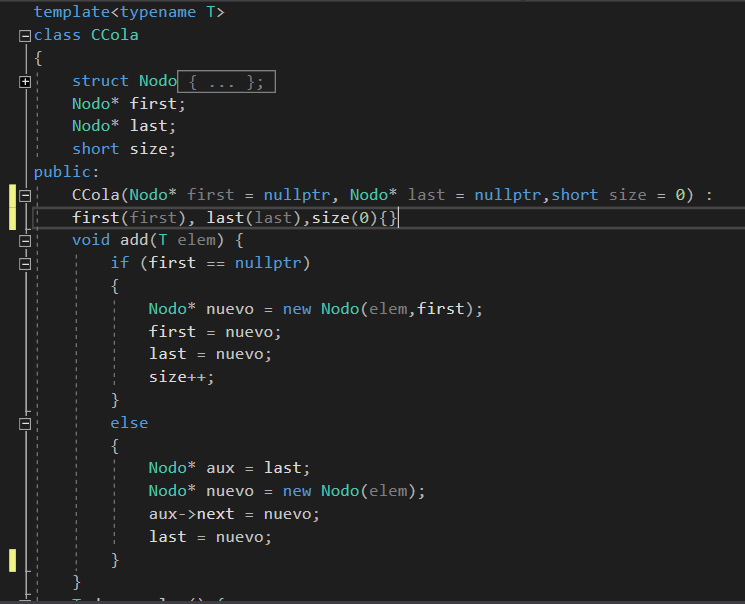 template<typename T>
class CCola
{
struct Nodo { ... };
Nodo* first;
Nodo* last;
short size;
public:
CCola(Nodo* first = nullptr, Nodo* last = nullptr,short size = 0) :
first(first), last(last),size(0){}
void add(T elem) {
if (first == nullptr)
{
Nodo* nuevo = new Nodo(elem,first);
first = nuevo;
last = nuevo;
size++;
}
else
{
Nodo* aux = last;
Nodo* nuevo = new Nodo(elem);
aux->next = nuevo;
last = nuevo;
}
}